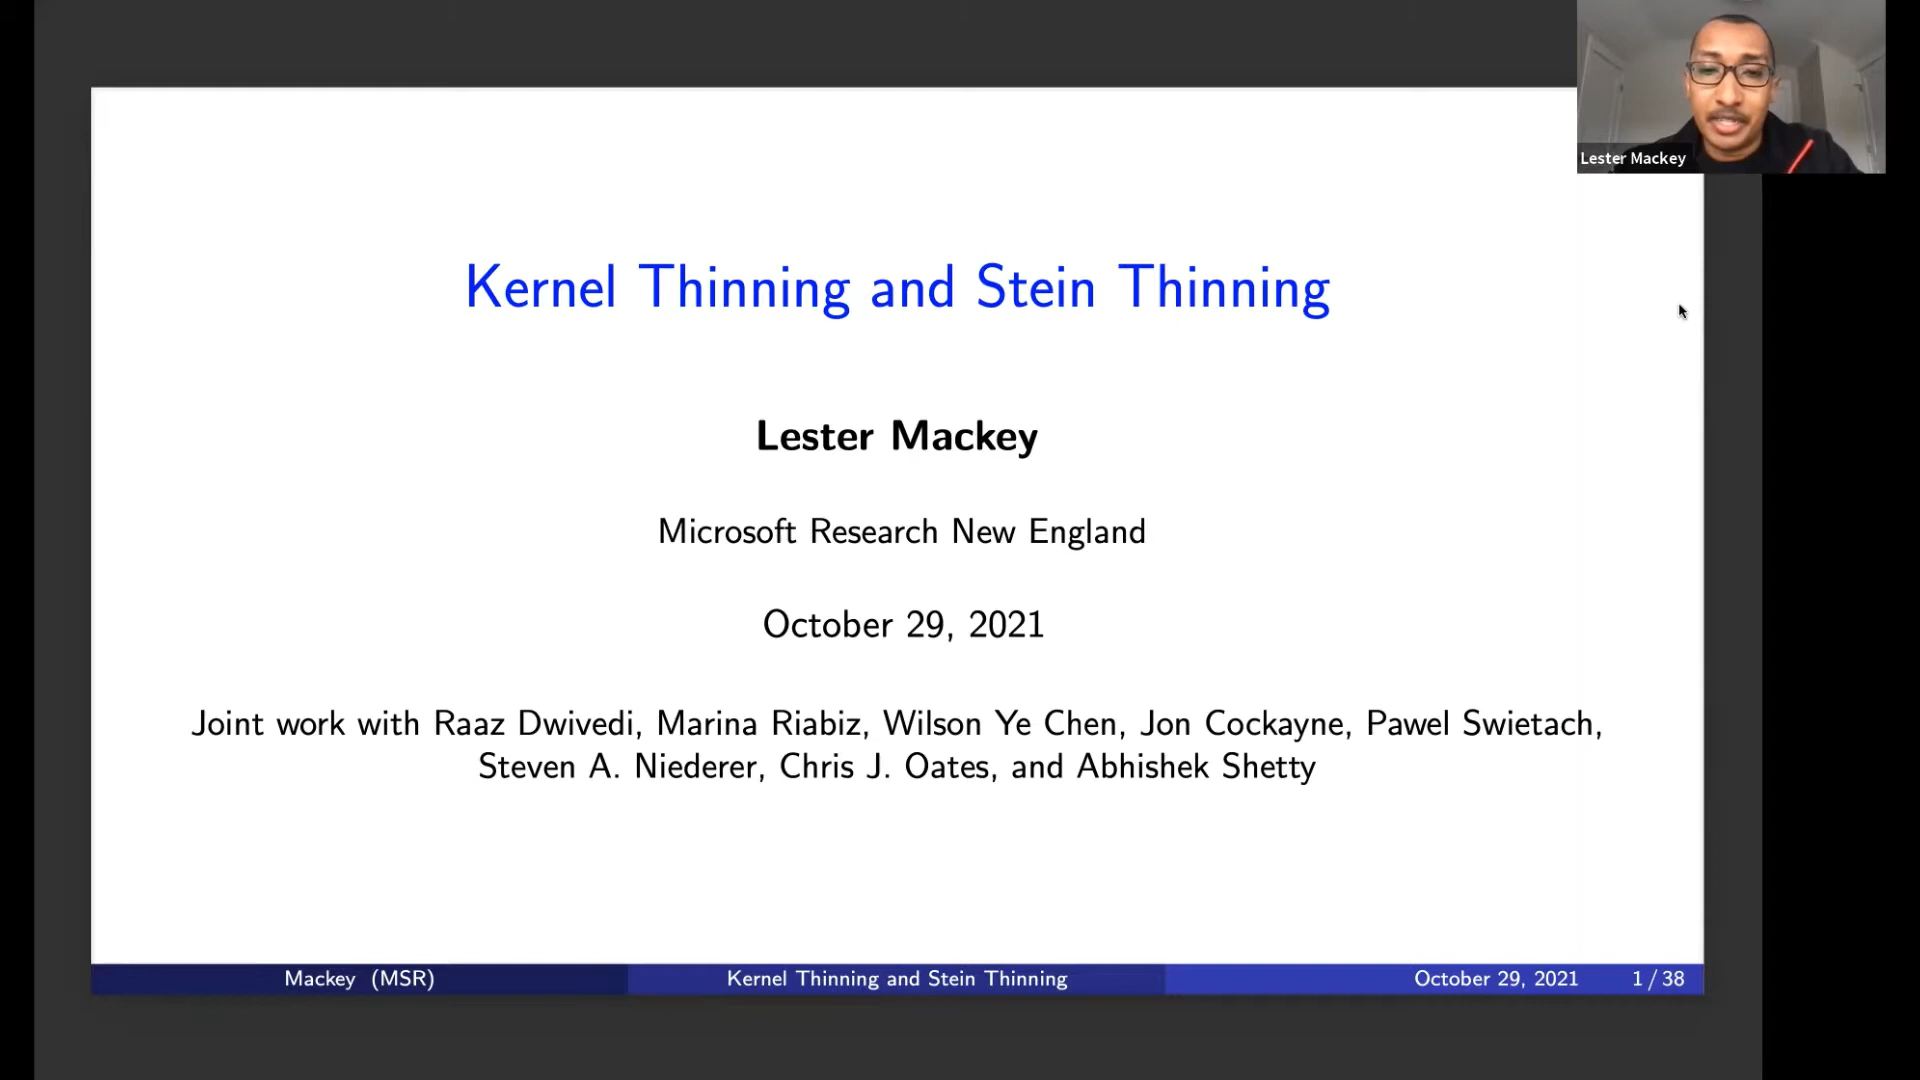 Lester Mackey
Kernel Thinning and Stein Thinning
Lester Mackey
Microsoft Research New England
October 29, 2021
Joint work with Raaz Dwivedi, Marina Riabiz, Wilson Ye Chen, Jon Cockayne, Pawel Swietach,
Steven A. Niederer, Chris J. Oates, and Abhishek Shetty
Mackey (MSR) Kernel Thinning and Stein Thinning October 29, 2021 1 / 38